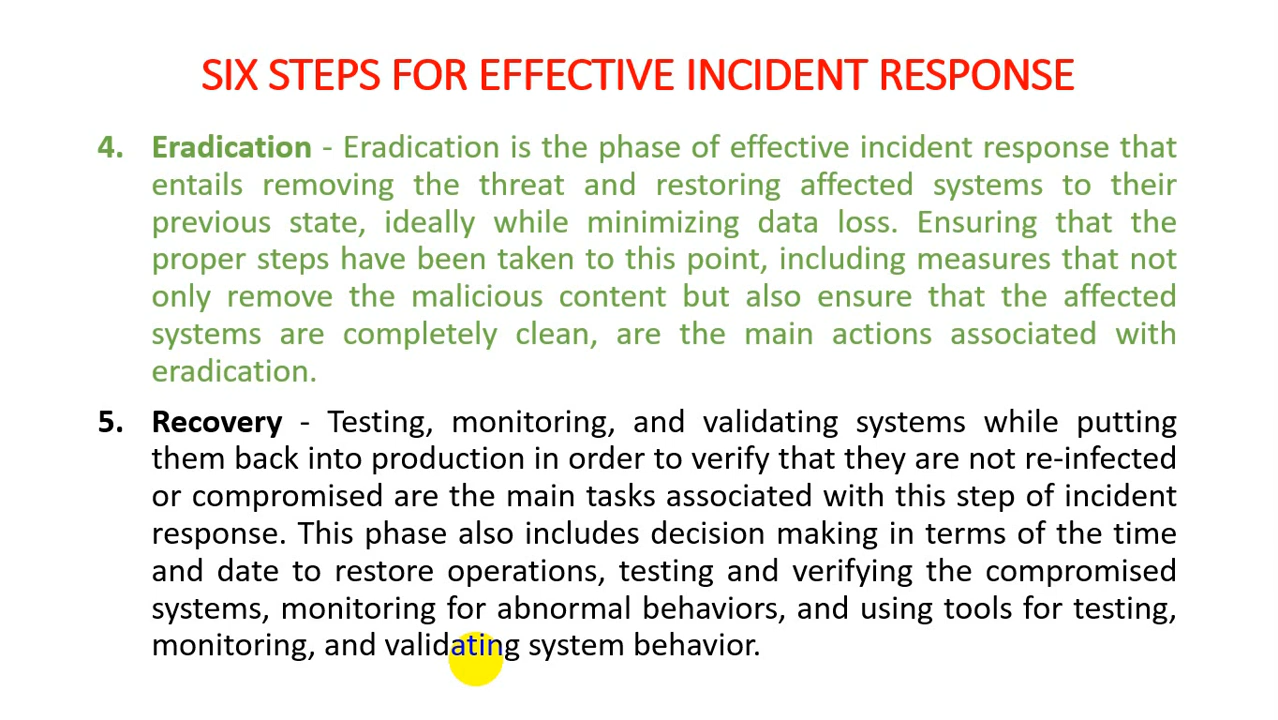 SIX STEPS FOR EFFECTIVE INCIDENT RESPONSE
4. Eradication - Eradication is the phase of effective incident response that
entails removing the threat and restoring affected systems to their
previous state, ideally while minimizing data loss. Ensuring that the
proper steps have been taken to this point, including measures that not
only remove the malicious content but also ensure that the affected
systems are completely clean, are the main actions associated with
eradication.
5. Recovery - Testing, monitoring, and validating systems while putting
them back into production in order to verify that they are not re-infected
or compromised are the main tasks associated with this step of incident
response. This phase also includes decision making in terms of the time
and date to restore operations, testing and verifying the compromised
systems, monitoring for abnormal behaviors, and using tools for testing,
monitoring, and validating system behavior.